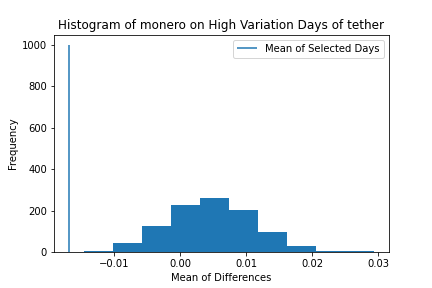 Histogram of monero on High Variation Days of tether
1000
800
600
400
200
0
Frequency
Mean of Selected Days
−0.01
0.00
0.01
0.02
0.03
Mean of Differences